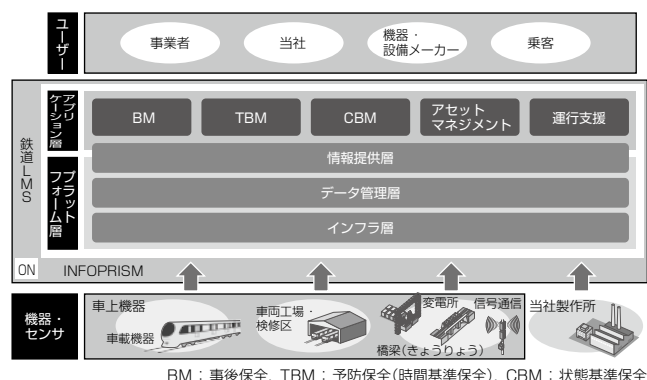 ユーザー
事業者
当社
機器・
設備メーカー
乗客
鉄道LMS
アプリ
ケーション層
BM
TBM
CBM
アセット
マネジメント
運行支援
情報提供層
プラット
フォーム層
データ管理層
インフラ層
ON
INFOPRISM
機器・
センサ
車上機器
車載機器
車両工場・
検修区
変電所
信号通信
橋梁(きょうりょう)
当社製作所
BM：事後保全，TBM：予防保全(時間基準保全)，CBM：状態基準保全